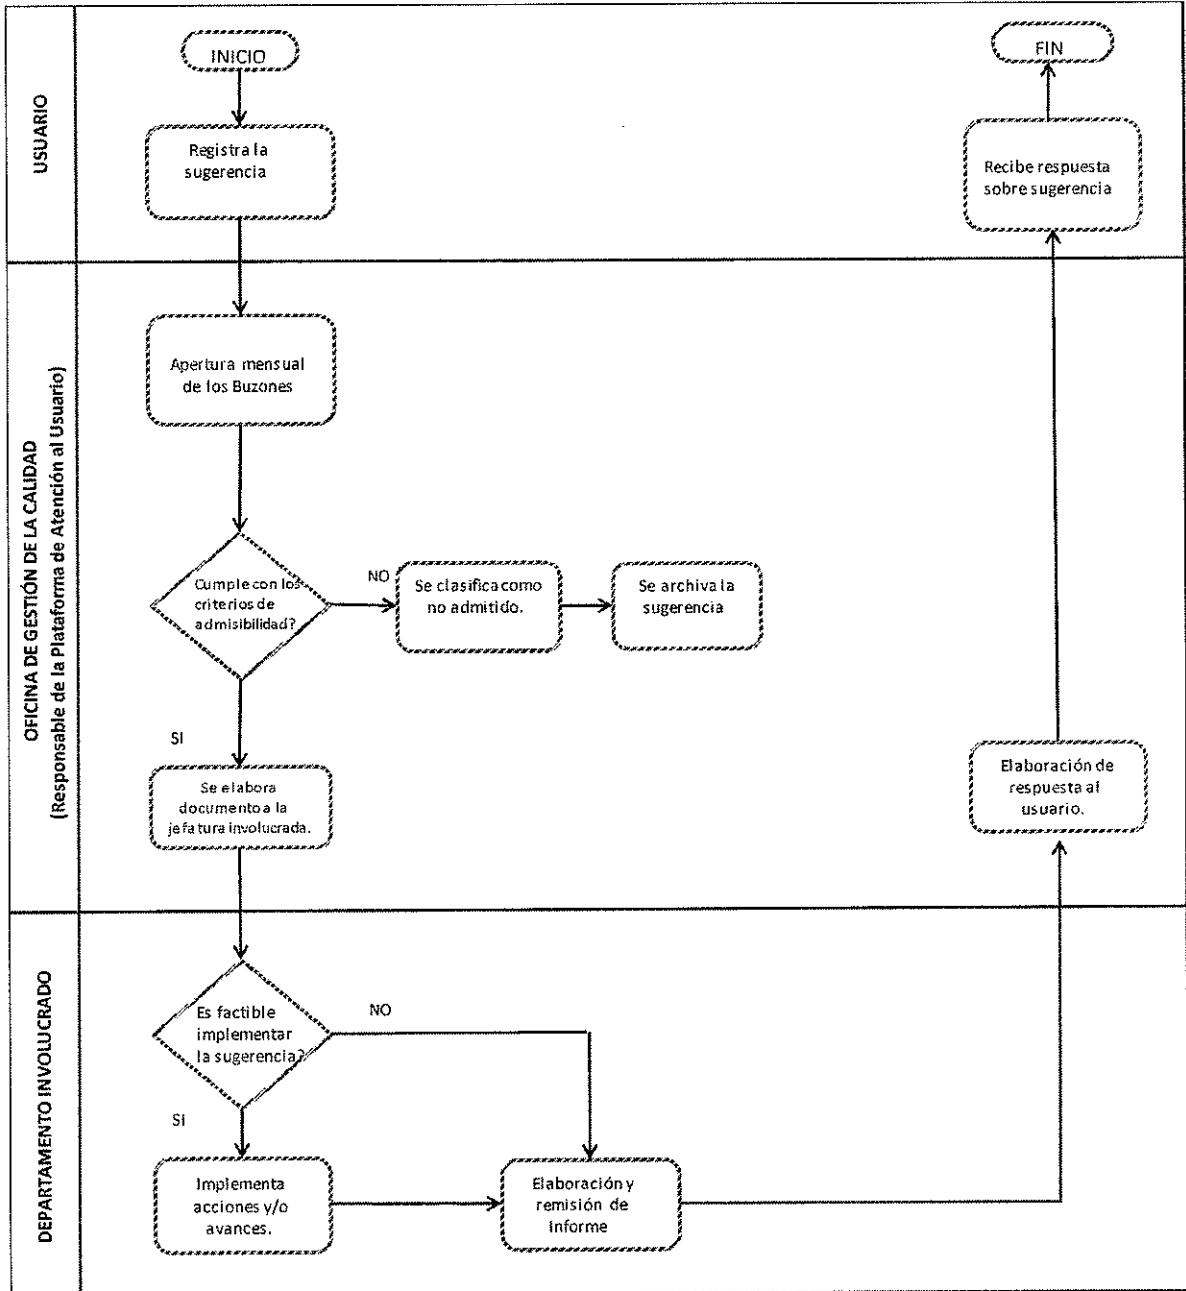 USUARIO
INICIO
Registra la
sugerencia
FIN
Recibe respuesta
sobre sugerencia
OFICINA DE GESTIÓN DE LA CALIDAD
(Responsable de la Plataforma de Atención al Usuario)
Apertura mensual
de los Buzones
Cumple con los
criterios de
admisibilidad?
NO
Se clasifica como
no admitido.
Se archiva la
sugerencia
SI
Se elabora
documento a la
jefatura involucrada.
Elaboración de
respuesta al
usuario.
DEPARTAMENTO INVOLUCRADO
Es factible
implementar
la sugerencia?
NO
SI
Implementa
acciones y/o
avances.
Elaboración y
remisión de
Informe